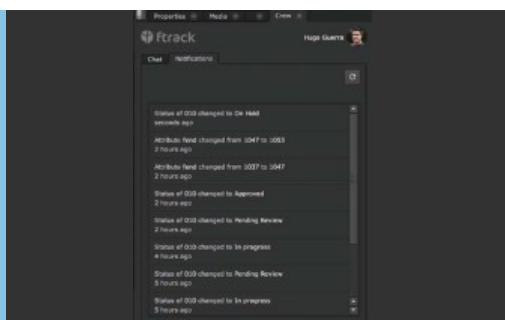 Properties
Media
Crew
ftrack
Hugo Guerra
Chat
Notifications
Status of 010 changed to On Hold
seconds ago
Attribute fend changed from 1047 to 1053
2 hours ago
Attribute fend changed from 1037 to 1047
2 hours ago
Status of 010 changed to Approved
2 hours ago
Status of 010 changed to Pending Review
2 hours ago
Status of 010 changed to In progress
4 hours ago
Status of 010 changed to Pending Review
5 hours ago
Status of 010 changed to In progress
5 hours ago